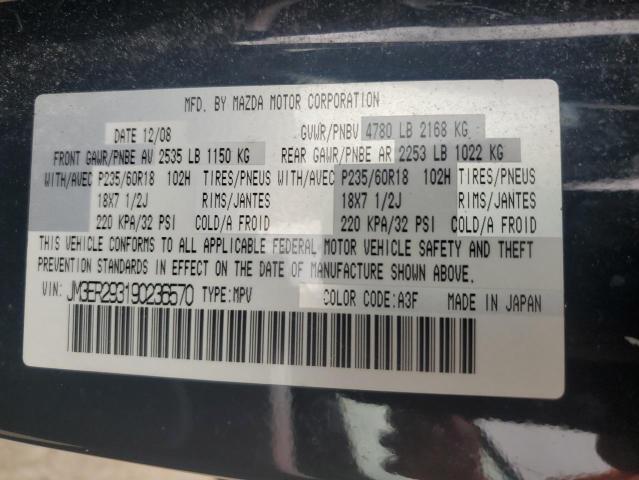 MFD. BY MAZDA MOTOR CORPORATION
DATE 12/08 GVWR/PNBV 4780 LB 2168 KG
FRONT GAWR/PNBE AV 2535 LB 1150 KG REAR GAWR/PNBE AR 2253 LB 1022 KG
WITH/AVEC P235/60R18 102H TIRES/PNEUS WITH/AVEC P235/60R18 102H TIRES/PNEUS
18X7 1/2J RIMS/JANTES 18X7 1/2J RIMS/JANTES
220 KPA/32 PSI COLD/A FROID 220 KPA/32 PSI COLD/A FROID
THIS VEHICLE CONFORMS TO ALL APPLICABLE FEDERAL MOTOR VEHICLE SAFETY AND THEFT
PREVENTION STANDARDS IN EFFECT ON THE DATE OF MANUFACTURE SHOWN ABOVE.
VIN: JM3ER293190236570 TYPE:MPV COLOR CODE:A3F MADE IN JAPAN